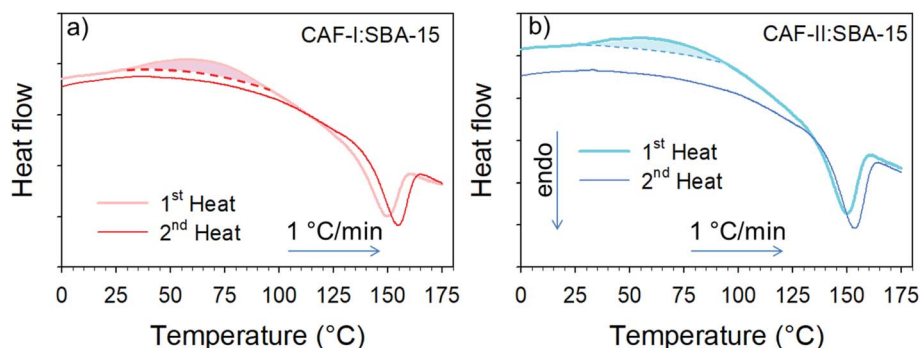 a)
CAF-I:SBA-15
Heat flow
1st Heat
2nd Heat
1 °C/min
0 25 50 75 100 125 150 175
Temperature (°C)
b)
CAF-II:SBA-15
Heat flow
endo
1st Heat
2nd Heat
1 °C/min
0 25 50 75 100 125 150 175
Temperature (°C)